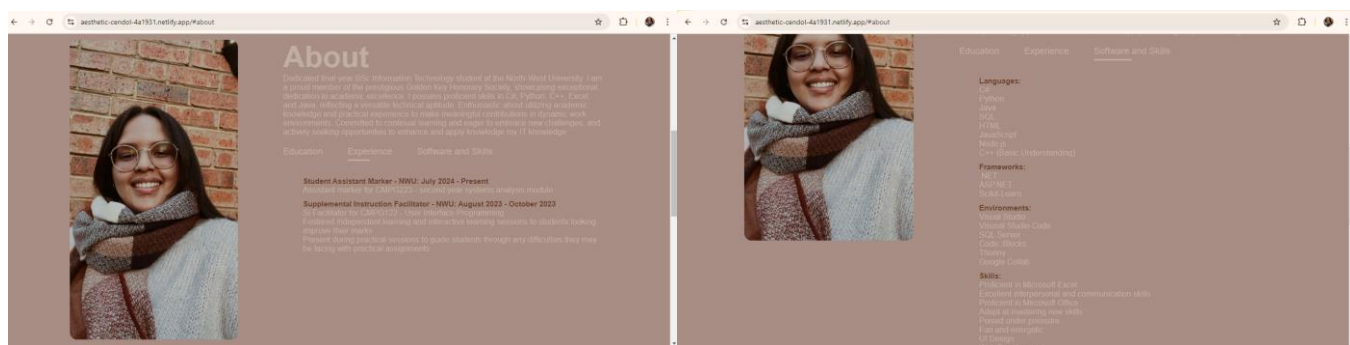 aesthetic-cendol-4a1931.netlify.app/#about
About
Dedicated final year BSc Information Technology student at the North-West University. I am
a proud member of the prestigious Golden Key Honorary Society, showcasing exceptional
dedication to academic excellence. I possess proficient skills in C#, Python, C++, Excel
and Java, reflecting a versatile technical aptitude. Enthusiastic about utilizing academic
knowledge and practical experience to make meaningful contributions in dynamic, work
environments. Committed to continual learning and eager to embrace new challenges, and
actively seeking opportunities to enhance and apply knowledge my IT knowledge
Education Experience Software and Skills
Student Assistant Marker - NWU: July 2024 - Present
Assistant marker for CMPG223 - second year systems analysis module
Supplemental Instruction Facilitator - NWU: August 2023 - October 2023
SI Facilitator for CMPG122 - User Interface Programming
Fostered independent learning and interactive learning sessions to students looking
improve their marks
Present during practical sessions to guide students through any difficulties they may
be facing with practical assignments
aesthetic-cendol-4a1931.netlify.app/#about
Education Experience Software and Skills
Languages:
C#
Python
Java
SQL
HTML
JavaScript
Node.js
C++ (Basic Understanding)
Frameworks:
.NET
ASP.NET
Scikit-Learn
Environments:
Visual Studio
Visusal Studio Code
SQL Server
Code::Blocks
Thonny
Google Collab
Skills:
Proficient in Microsoft Excel
Excellent interpersonal and communication skills
Proficient in Microsoft Office
Adept at mastering new skills
Poised under pressure
Fun and energetic
UI Design